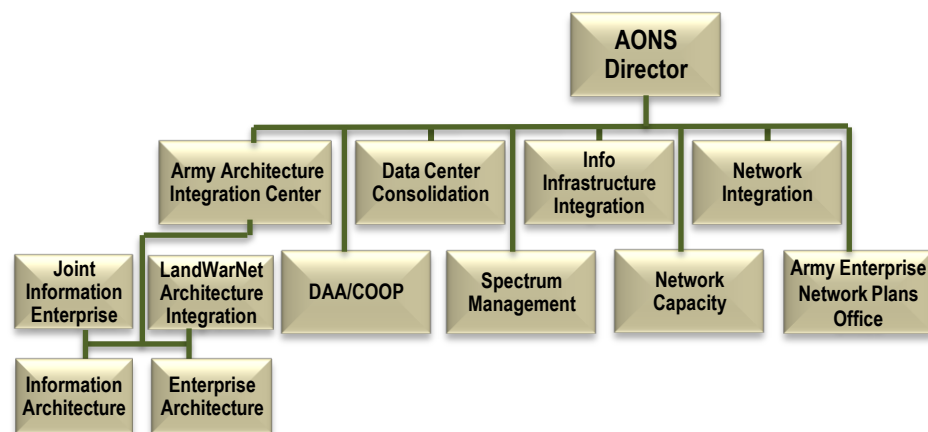 AONS
Director
Army Architecture
Integration Center
Data Center
Consolidation
Info
Infrastructure
Integration
Network
Integration
Joint
Information
Enterprise
LandWarNet
Architecture
Integration
DAA/COOP
Spectrum
Management
Network
Capacity
Army Enterprise
Network Plans
Office
Information
Architecture
Enterprise
Architecture